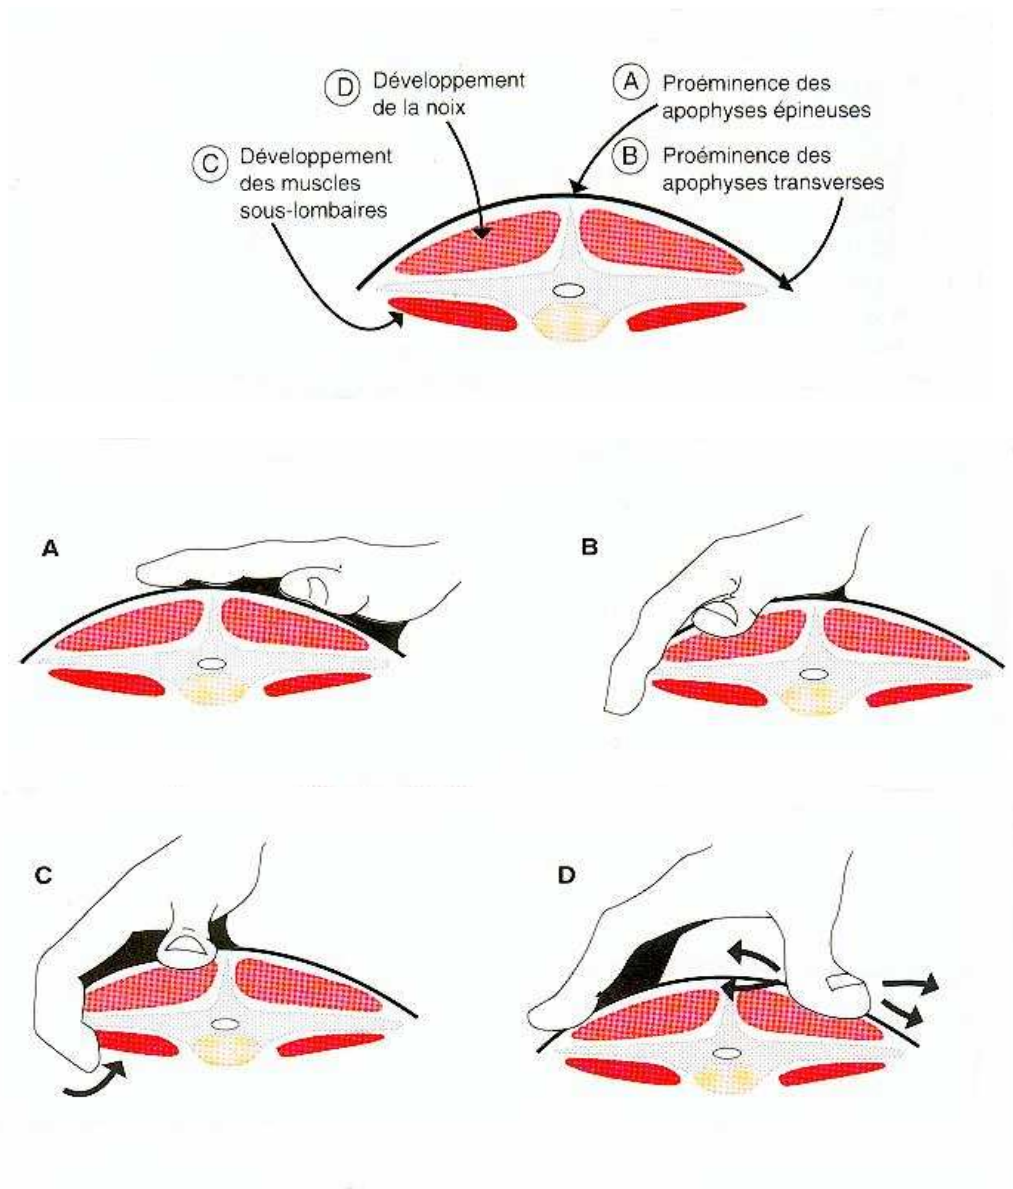 D Développement
de la noix
A Proéminence des
apophyses épineuses
C Développement
des muscles
sous-lombaires
B Proéminence des
apophyses transverses
A
B
C
D